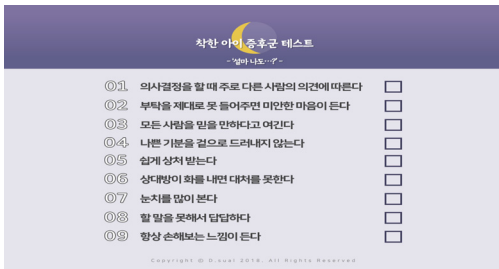 착한 아이 증후군 테스트
- '설마 나도…?' -
01 의사결정을 할 때 주로 다른 사람의 의견에 따른다
02 부탁을 제대로 못 들어주면 미안한 마음이 든다
03 모든 사람을 믿을 만하다고 여긴다
04 나쁜 기분을 겉으로 드러내지 않는다
05 쉽게 상처 받는다
06 상대방이 화를 내면 대처를 못한다
07 눈치를 많이 본다
08 할 말을 못해서 답답하다
09 항상 손해보는 느낌이 든다
Copyright ⓒ D.suai 2018, All Rights Reserved